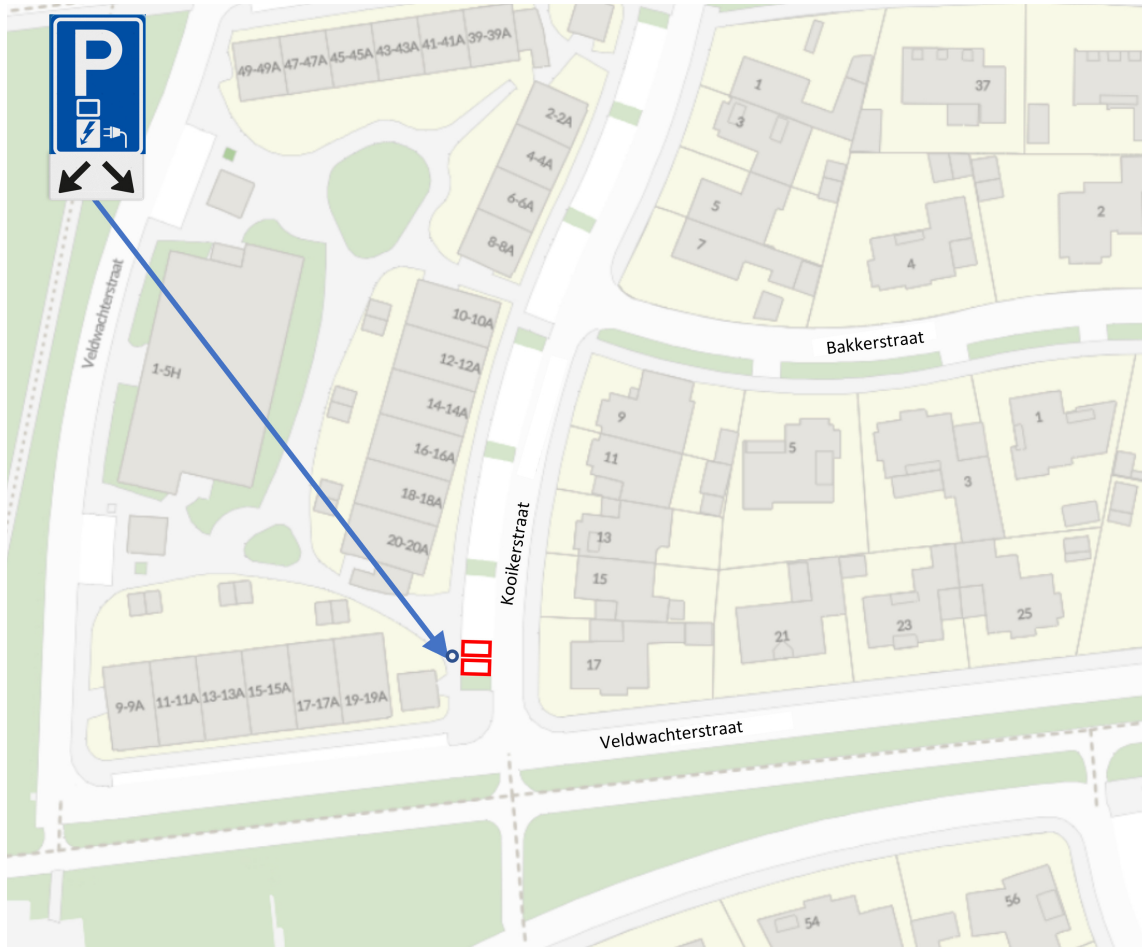 P
49-49A
47-47A
45-45A
43-43A
41-41A
39-39A
2-2A
4-4A
6-6A
8-8A
1
3
5
7
37
4
2
Veldwachterstraat
1-5H
10-10A
12-12A
14-14A
16-16A
18-18A
20-20A
Bakkerstraat
9
11
13
15
17
5
3
1
Kooikerstraat
21
23
25
9-9A
11-11A
13-13A
15-15A
17-17A
19-19A
Veldwachterstraat
54
56